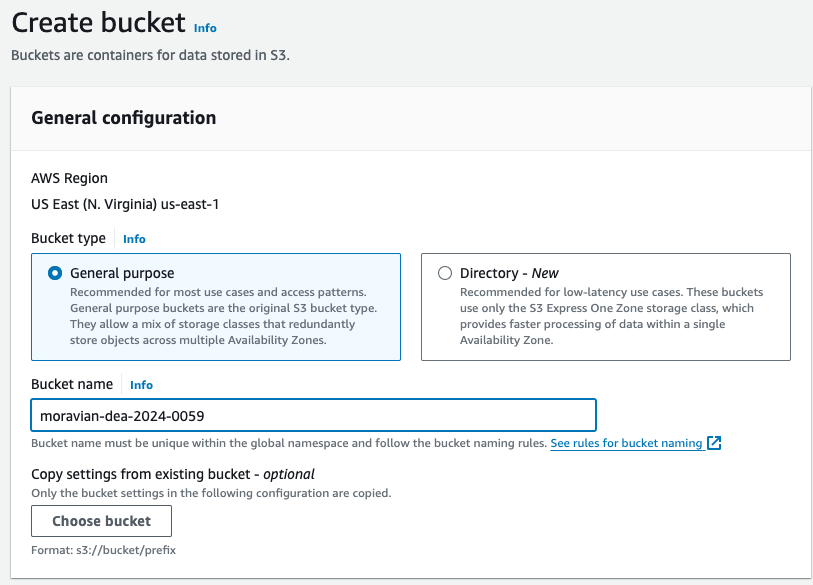 Create bucket Info
Buckets are containers for data stored in S3.
General configuration
AWS Region
US East (N. Virginia) us-east-1
Bucket type Info
General purpose
Recommended for most use cases and access patterns.
General purpose buckets are the original S3 bucket type.
They allow a mix of storage classes that redundantly
store objects across multiple Availability Zones.
Directory - New
Recommended for low-latency use cases. These buckets
use only the S3 Express One Zone storage class, which
provides faster processing of data within a single
Availability Zone.
Bucket name Info
moravian-dea-2024-0059
Bucket name must be unique within the global namespace and follow the bucket naming rules. See rules for bucket naming
Copy settings from existing bucket - optional
Only the bucket settings in the following configuration are copied.
Choose bucket
Format: s3://bucket/prefix